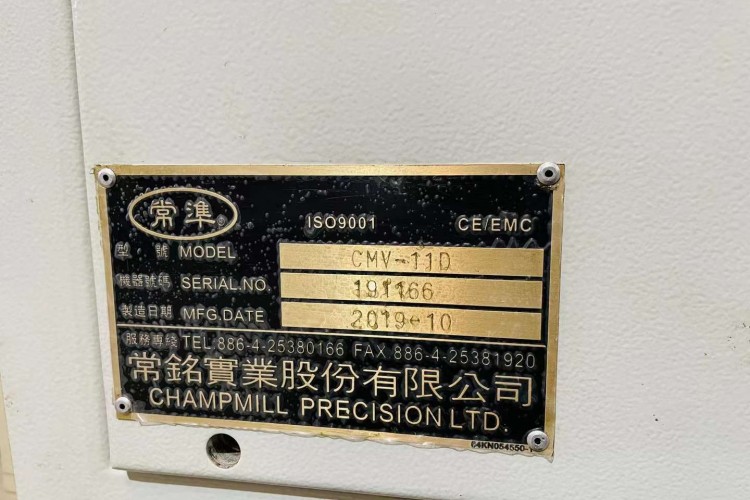 常準®
ISO9001 CE/EMC
型號 MODEL CMV-11D
機器號碼 SERIAL.NO. 191166
製造日期 MFG.DATE 2019-10
服務專線 TEL 886-4-25380166 FAX 886-4-25381920
常銘實業股份有限公司
CHAMPMILL PRECISION LTD.